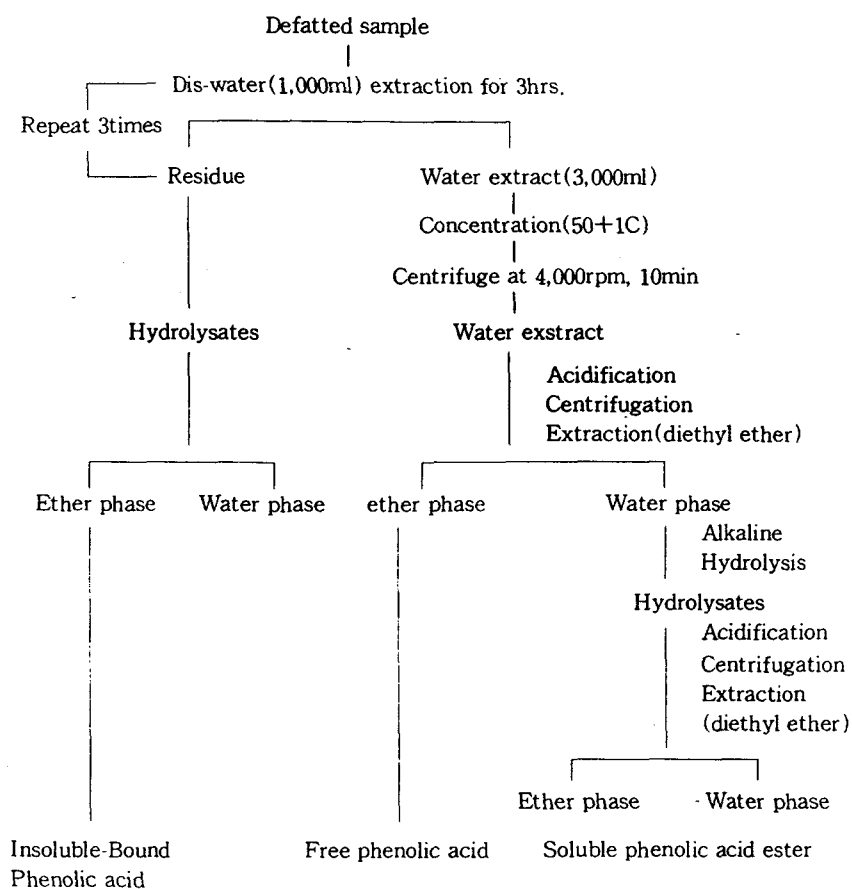 Defatted sample
Dis-water(1,000ml) extraction for 3hrs.
Repeat 3times
Residue
Water extract(3,000ml)
Concentration(50+1C)
Centrifuge at 4,000rpm, 10min
Hydrolysates
Water exstract
Acidification
Centrifugation
Extraction(diethyl ether)
Ether phase
Water phase
ether phase
Water phase
Alkaline
Hydrolysis
Hydrolysates
Acidification
Centrifugation
Extraction
(diethyl ether)
Ether phase
Water phase
Insoluble-Bound
Phenolic acid
Free phenolic acid
Soluble phenolic acid ester